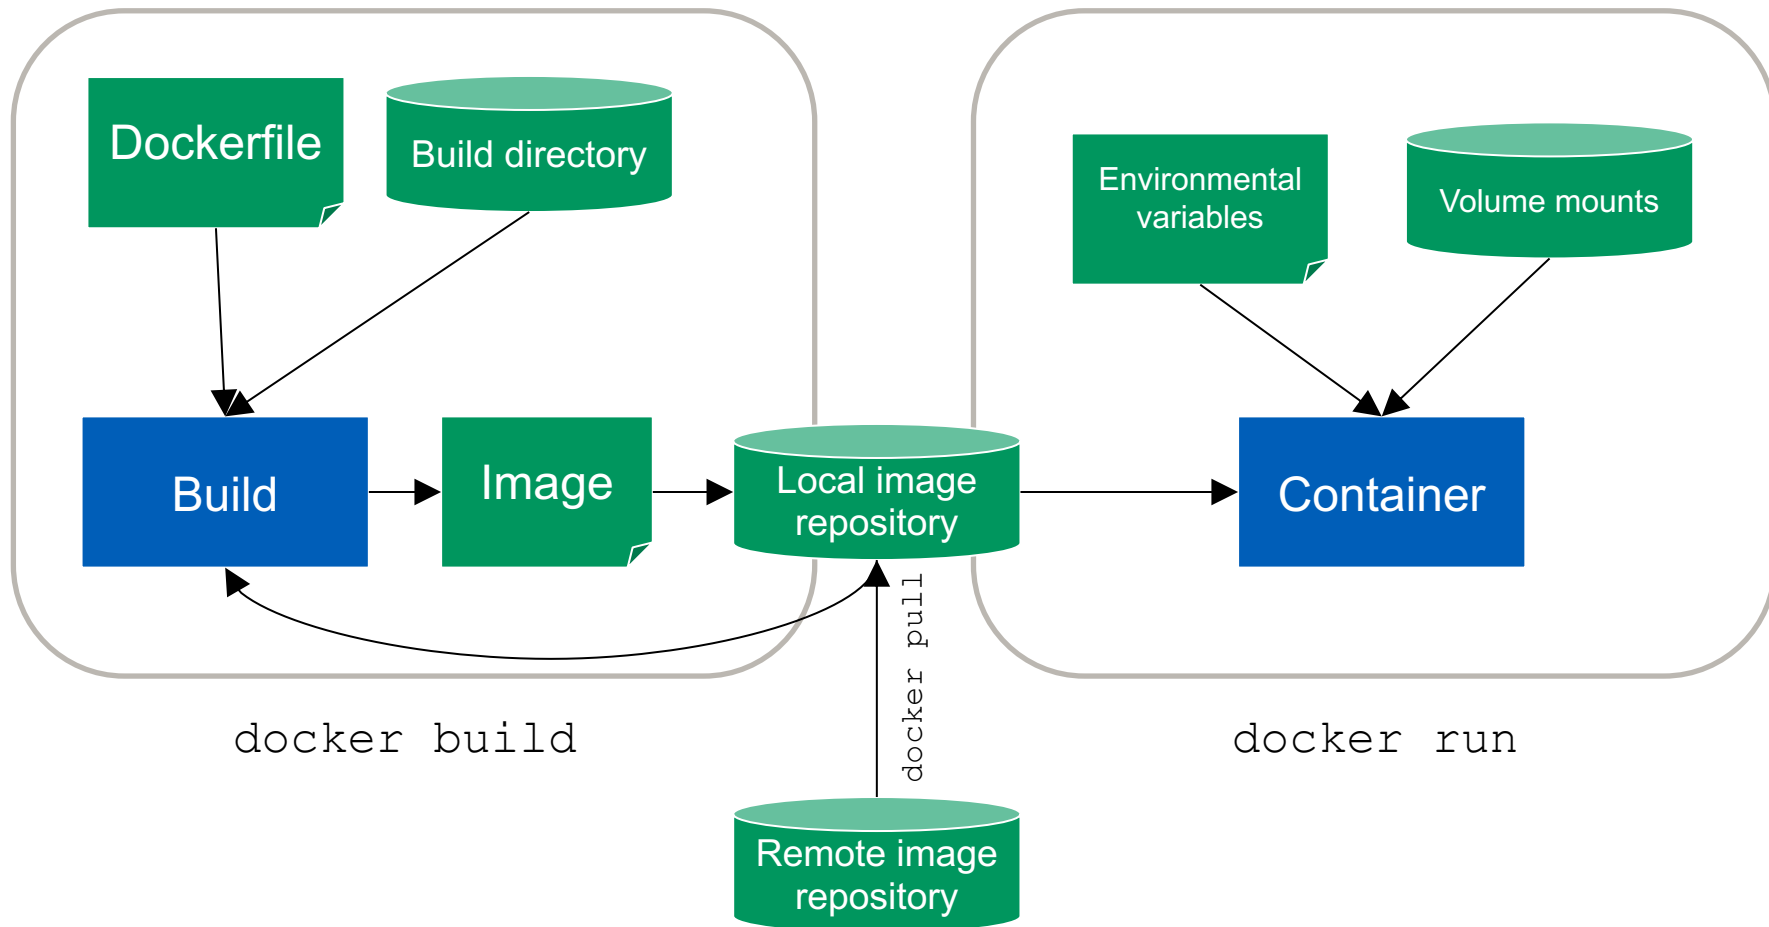 Dockerfile
Build directory
Environmental
variables
Volume mounts
Build
Image
Local image
repository
Container
docker pull
docker build
docker run
Remote image
repository